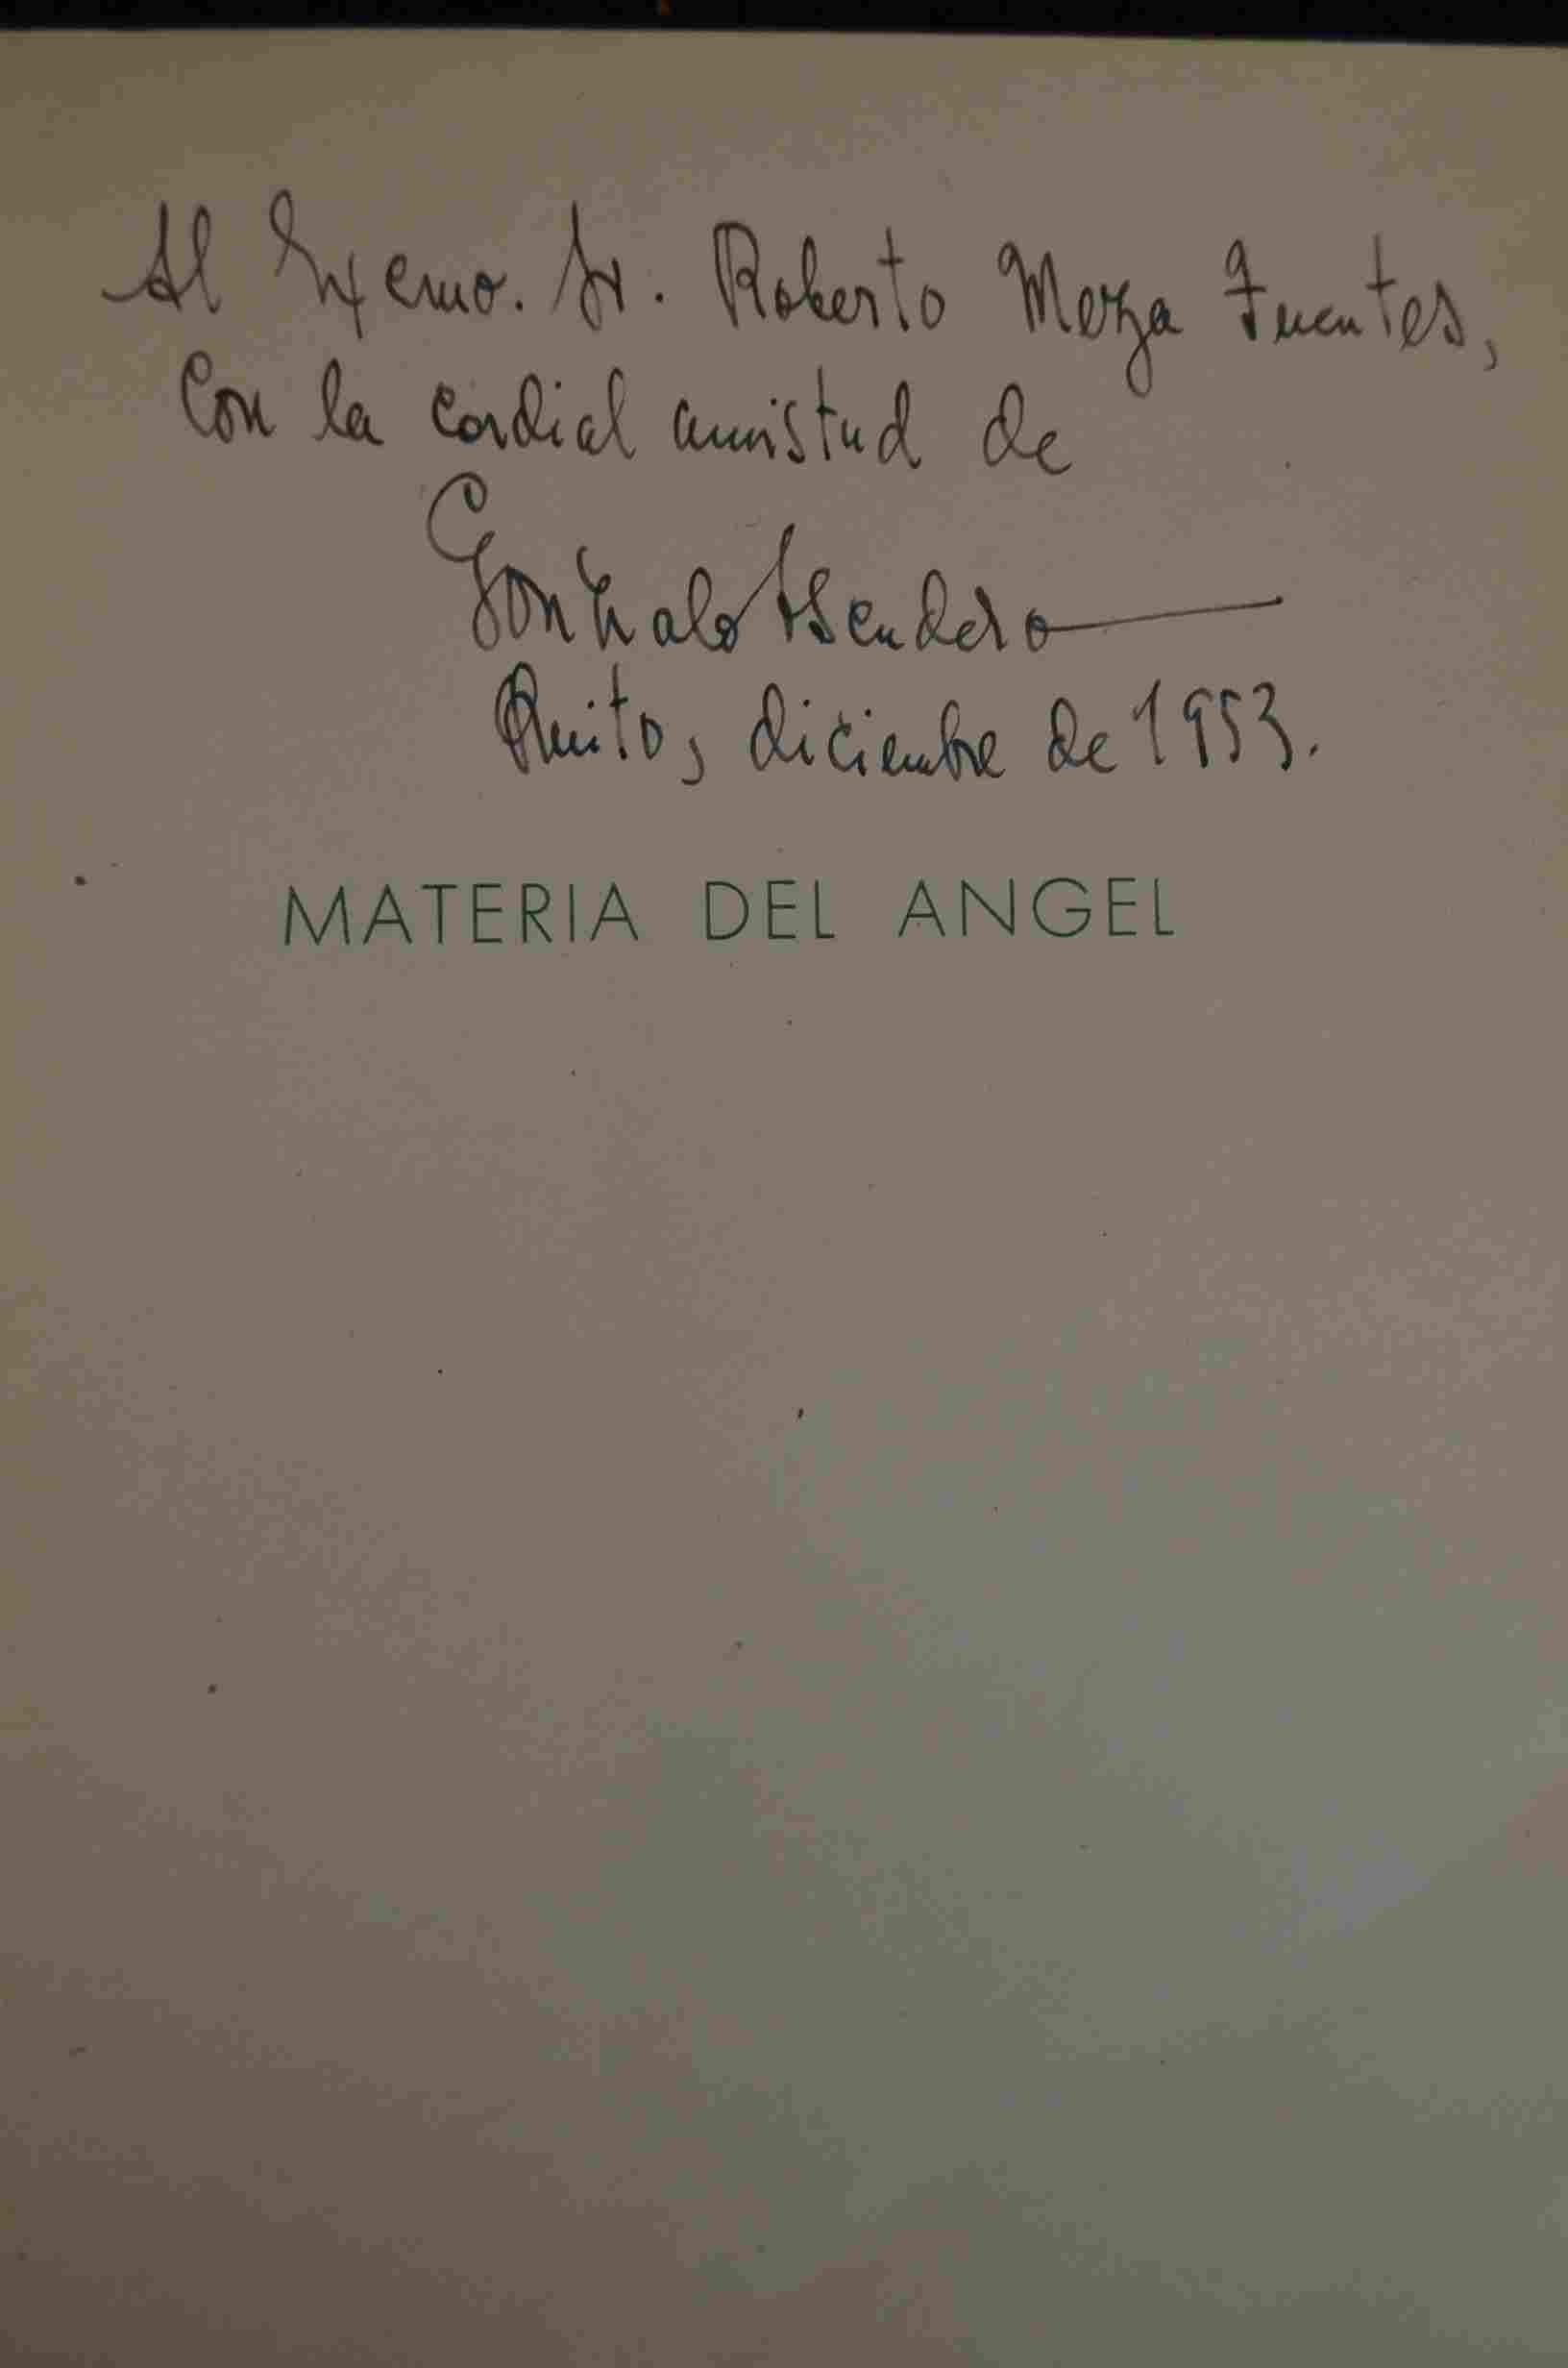 Al Excmo. Sr. Roberto Meza Fuentes,
Con la cordial amistud de
Gonzalo Escudero
Quito, diciembre de 1953.
MATERIA DEL ANGEL